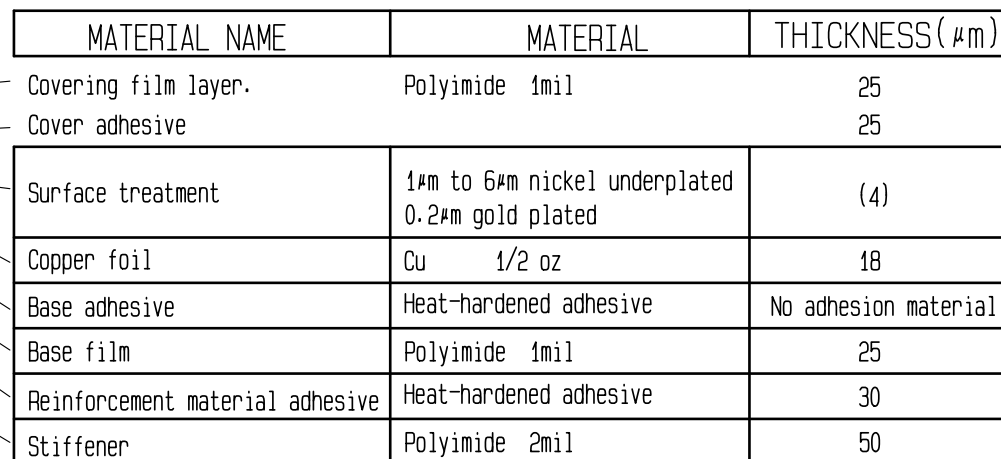 MATERIAL NAME MATERIAL THICKNESS(μm)
Covering film layer. Polyimide 1mil 25
Cover adhesive 25
Surface treatment 1μm to 6μm nickel underplated (4)
0.2μm gold plated
Copper foil Cu 1/2 oz 18
Base adhesive Heat-hardened adhesive No adhesion material
Base film Polyimide 1mil 25
Reinforcement material adhesive Heat-hardened adhesive 30
Stiffener Polyimide 2mil 50